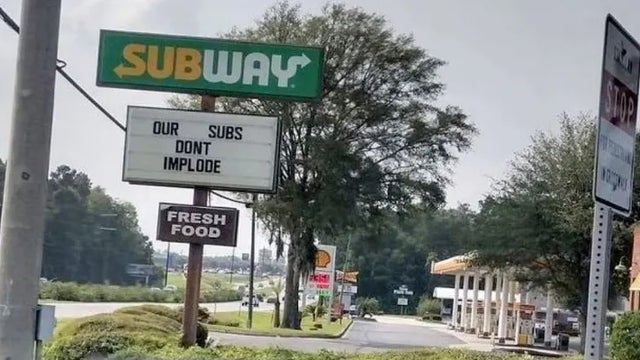 SUBWAY
OUR SUBS
DONT
IMPLODE
FRESH
FOOD
STOP